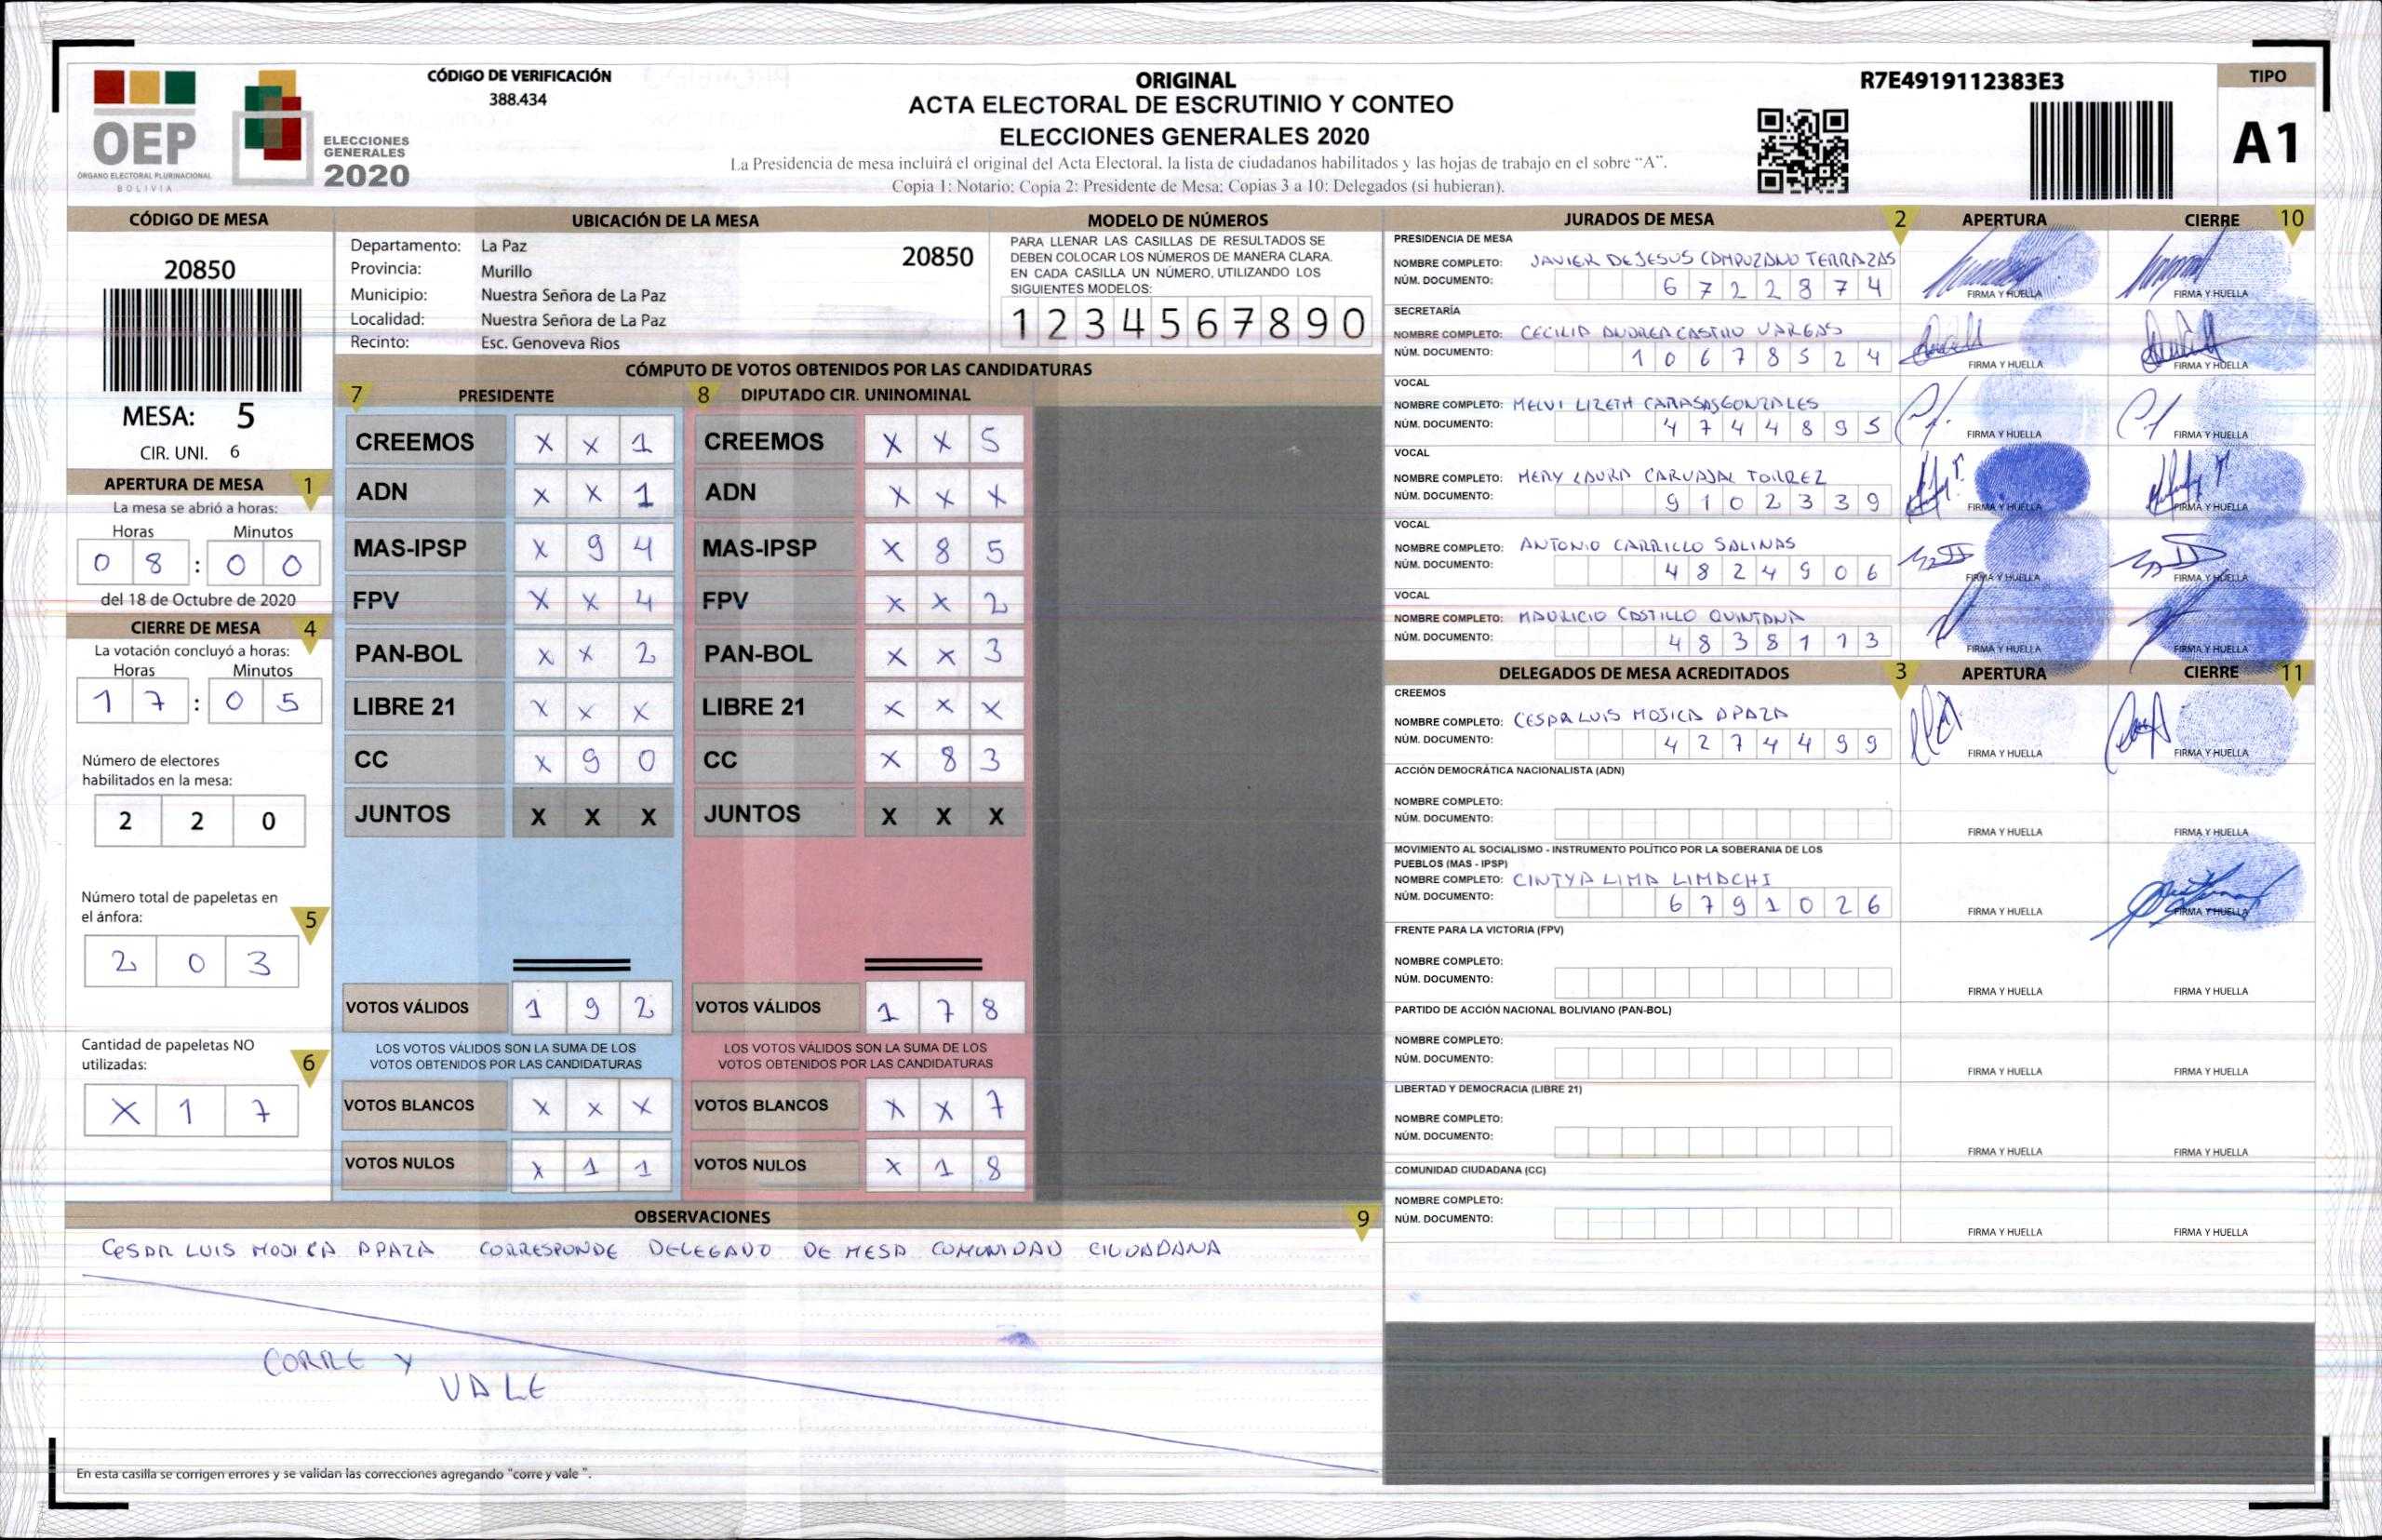 CÓDIGO DE VERIFICACIÓN
388.434
OEP
ÓRGANO ELECTORAL PLURINACIONAL
BOLIVIA
ELECCIONES
GENERALES
2020
ORIGINAL
ACTA ELECTORAL DE ESCRUTINIO Y CONTEO
ELECCIONES GENERALES 2020
La Presidencia de mesa incluirá el original del Acta Electoral, la lista de ciudadanos habilitados y las hojas de trabajo en el sobre “A”.
Copia 1: Notario; Copia 2: Presidente de Mesa; Copias 3 a 10: Delegados (si hubieran).
R7E4919112383E3
TIPO
A1
CÓDIGO DE MESA
20850
MESA: 5
CIR. UNI. 6
APERTURA DE MESA 1
La mesa se abrió a horas:
Horas Minutos
0 8 : 0 0
del 18 de Octubre de 2020
CIERRE DE MESA 4
La votación concluyó a horas:
Horas Minutos
1 7 : 0 5
Número de electores
habilitados en la mesa:
2 2 0
Número total de papeletas en
el ánfora: 5
2 0 3
Cantidad de papeletas NO
utilizadas: 6
X 1 7
UBICACIÓN DE LA MESA
Departamento: La Paz 20850
Provincia: Murillo
Municipio: Nuestra Señora de La Paz
Localidad: Nuestra Señora de La Paz
Recinto: Esc. Genoveva Rios
MODELO DE NÚMEROS
PARA LLENAR LAS CASILLAS DE RESULTADOS SE
DEBEN COLOCAR LOS NÚMEROS DE MANERA CLARA.
EN CADA CASILLA UN NÚMERO, UTILIZANDO LOS
SIGUIENTES MODELOS:
1 2 3 4 5 6 7 8 9 0
CÓMPUTO DE VOTOS OBTENIDOS POR LAS CANDIDATURAS
7 PRESIDENTE
CREEMOS X X 1
ADN X X 1
MAS-IPSP X 9 4
FPV X X 4
PAN-BOL X X 2
LIBRE 21 X X X
CC X 9 0
JUNTOS X X X
VOTOS VÁLIDOS 1 9 2
LOS VOTOS VÁLIDOS SON LA SUMA DE LOS
VOTOS OBTENIDOS POR LAS CANDIDATURAS
VOTOS BLANCOS X X X
VOTOS NULOS X 1 1
8 DIPUTADO CIR. UNINOMINAL
CREEMOS X X 5
ADN X X X
MAS-IPSP X 8 5
FPV X X 2
PAN-BOL X X 3
LIBRE 21 X X X
CC X 8 3
JUNTOS X X X
VOTOS VÁLIDOS 1 7 8
LOS VOTOS VÁLIDOS SON LA SUMA DE LOS
VOTOS OBTENIDOS POR LAS CANDIDATURAS
VOTOS BLANCOS X X 7
VOTOS NULOS X 1 8
OBSERVACIONES 9
CESAR LUIS MOJICA APAZA CORRESPONDE DELEGADO DE MESA COMUNIDAD CIUDADANA
CORRE Y
VALE
En esta casilla se corrigen errores y se validan las correcciones agregando "corre y vale ".
JURADOS DE MESA 2 APERTURA CIERRE 10
PRESIDENCIA DE MESA
NOMBRE COMPLETO: JAVIER DE JESUS CAMPUZANO TERRAZAS
NÚM. DOCUMENTO: 6 7 2 2 8 7 4 FIRMA Y HUELLA FIRMA Y HUELLA
SECRETARÍA
NOMBRE COMPLETO: CECILIA ANDREA CASTRO VARGAS
NÚM. DOCUMENTO: 1 0 6 7 8 5 2 4 FIRMA Y HUELLA FIRMA Y HUELLA
VOCAL
NOMBRE COMPLETO: MELVI LIZETH CARASAS GONZALES
NÚM. DOCUMENTO: 4 7 4 4 8 9 5 FIRMA Y HUELLA FIRMA Y HUELLA
VOCAL
NOMBRE COMPLETO: MERY LAURA CARVAJAL TORREZ
NÚM. DOCUMENTO: 9 1 0 2 3 3 9 FIRMA Y HUELLA FIRMA Y HUELLA
VOCAL
NOMBRE COMPLETO: ANTONIO CARRILLO SALINAS
NÚM. DOCUMENTO: 4 8 2 4 9 0 6 FIRMA Y HUELLA FIRMA Y HUELLA
VOCAL
NOMBRE COMPLETO: MAURICIO CASTILLO QUINTANA
NÚM. DOCUMENTO: 4 8 3 8 1 1 3 FIRMA Y HUELLA FIRMA Y HUELLA
DELEGADOS DE MESA ACREDITADOS 3 APERTURA CIERRE 11
CREEMOS
NOMBRE COMPLETO: CESAR LUIS MOJICA APAZA
NÚM. DOCUMENTO: 4 2 7 4 4 9 9 FIRMA Y HUELLA FIRMA Y HUELLA
ACCIÓN DEMOCRÁTICA NACIONALISTA (ADN)
NOMBRE COMPLETO:
NÚM. DOCUMENTO: FIRMA Y HUELLA FIRMA Y HUELLA
MOVIMIENTO AL SOCIALISMO - INSTRUMENTO POLÍTICO POR LA SOBERANIA DE LOS
PUEBLOS (MAS - IPSP)
NOMBRE COMPLETO: CINTYA LIMA LIMACHI
NÚM. DOCUMENTO: 6 7 9 1 0 2 6 FIRMA Y HUELLA FIRMA Y HUELLA
FRENTE PARA LA VICTORIA (FPV)
NOMBRE COMPLETO:
NÚM. DOCUMENTO: FIRMA Y HUELLA FIRMA Y HUELLA
PARTIDO DE ACCIÓN NACIONAL BOLIVIANO (PAN-BOL)
NOMBRE COMPLETO:
NÚM. DOCUMENTO: FIRMA Y HUELLA FIRMA Y HUELLA
LIBERTAD Y DEMOCRACIA (LIBRE 21)
NOMBRE COMPLETO:
NÚM. DOCUMENTO: FIRMA Y HUELLA FIRMA Y HUELLA
COMUNIDAD CIUDADANA (CC)
NOMBRE COMPLETO:
NÚM. DOCUMENTO: FIRMA Y HUELLA FIRMA Y HUELLA